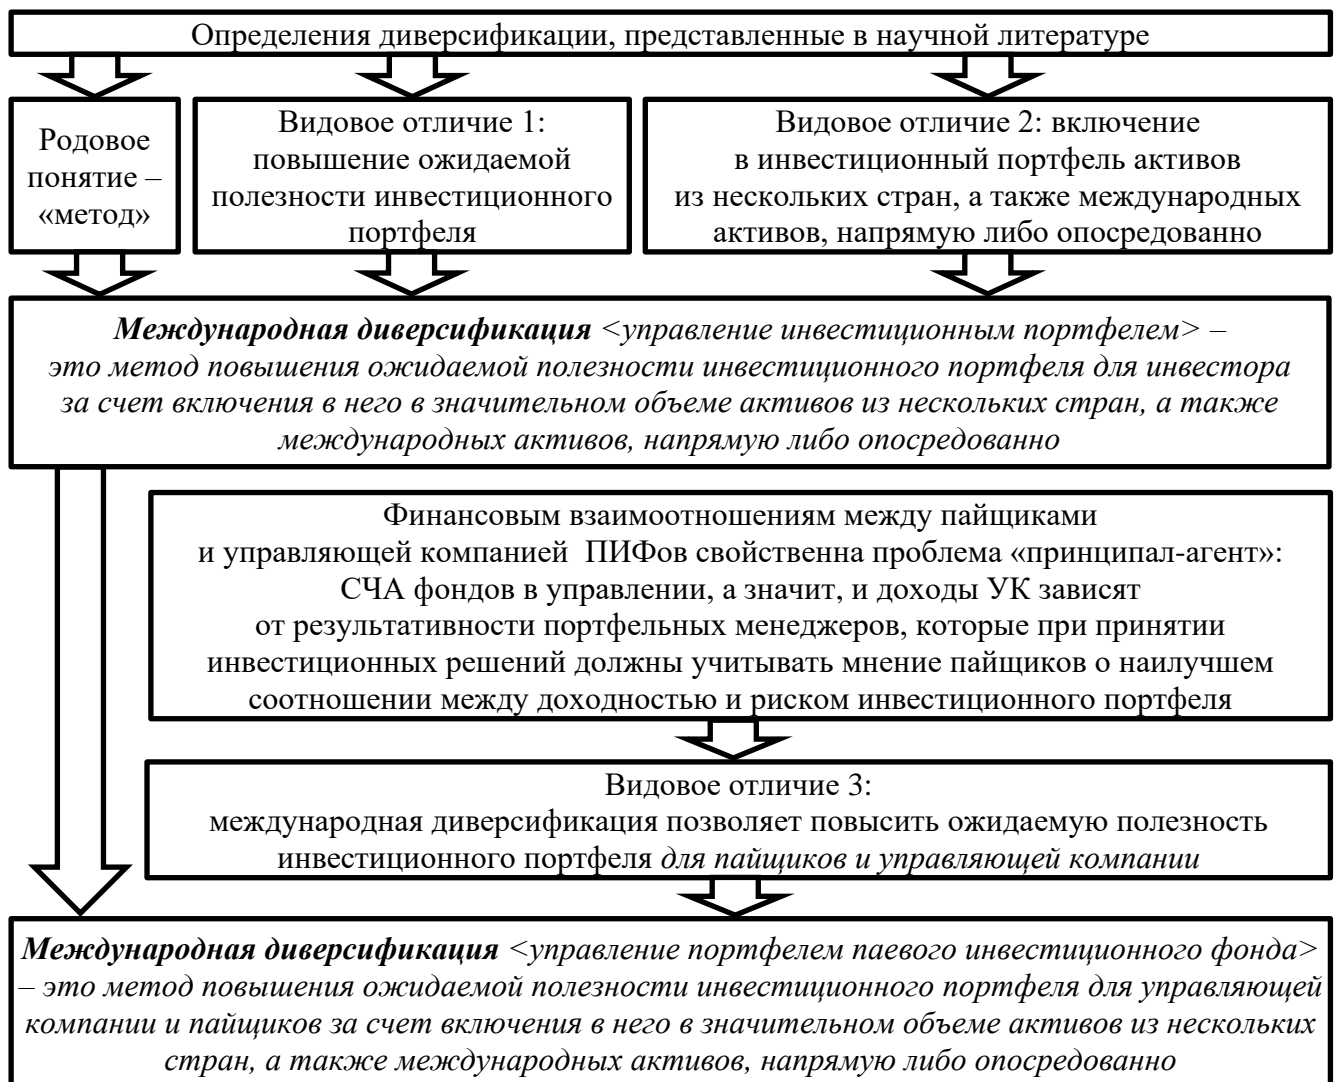 Определения диверсификации, представленные в научной литературе
Родовое
понятие –
«метод»
Видовое отличие 1:
повышение ожидаемой
полезности инвестиционного
портфеля
Видовое отличие 2: включение
в инвестиционный портфель активов
из нескольких стран, а также международных
активов, напрямую либо опосредованно
Международная диверсификация <управление инвестиционным портфелем> –
это метод повышения ожидаемой полезности инвестиционного портфеля для инвестора
за счет включения в него в значительном объеме активов из нескольких стран, а также
международных активов, напрямую либо опосредованно
Финансовым взаимоотношениям между пайщиками
и управляющей компанией ПИФов свойственна проблема «принципал-агент»:
СЧА фондов в управлении, а значит, и доходы УК зависят
от результативности портфельных менеджеров, которые при принятии
инвестиционных решений должны учитывать мнение пайщиков о наилучшем
соотношении между доходностью и риском инвестиционного портфеля
Видовое отличие 3:
международная диверсификация позволяет повысить ожидаемую полезность
инвестиционного портфеля для пайщиков и управляющей компании
Международная диверсификация <управление портфелем паевого инвестиционного фонда>
– это метод повышения ожидаемой полезности инвестиционного портфеля для управляющей
компании и пайщиков за счет включения в него в значительном объеме активов из нескольких
стран, а также международных активов, напрямую либо опосредованно